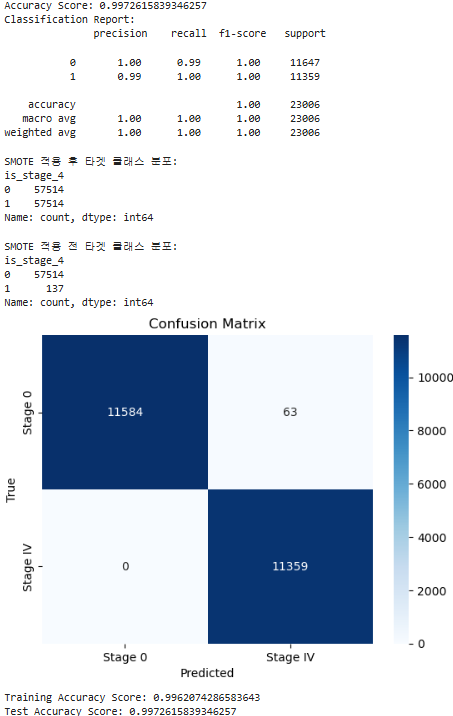 Accuracy Score: 0.9972615839346257
Classification Report:
precision recall f1-score support
0 1.00 0.99 1.00 11647
1 0.99 1.00 1.00 11359
accuracy 1.00 23006
macro avg 1.00 1.00 1.00 23006
weighted avg 1.00 1.00 1.00 23006
SMOTE 적용 후 타겟 클래스 분포:
is_stage_4
0 57514
1 57514
Name: count, dtype: int64
SMOTE 적용 전 타겟 클래스 분포:
is_stage_4
0 57514
1 137
Name: count, dtype: int64
Confusion Matrix
Stage 0
11584
63
10000
8000
True
6000
4000
Stage IV
0
11359
2000
0
Stage 0
Stage IV
Predicted
Training Accuracy Score: 0.9962074286583643
Test Accuracy Score: 0.9972615839346257